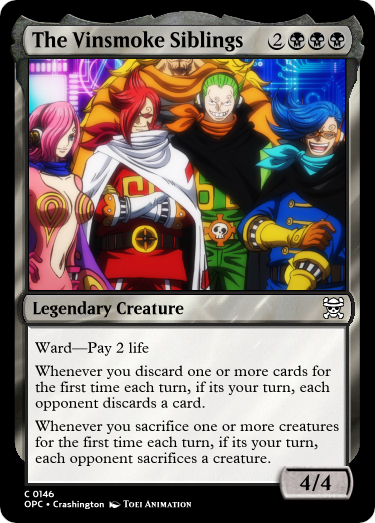 The Vinsmoke Siblings 2
Legendary Creature
Ward—Pay 2 life
Whenever you discard one or more cards for
the first time each turn, if its your turn, each
opponent discards a card.
Whenever you sacrifice one or more creatures
for the first time each turn, if its your turn,
each opponent sacrifices a creature.
4/4
C 0146
OPC • Crashington TOEI ANIMATION